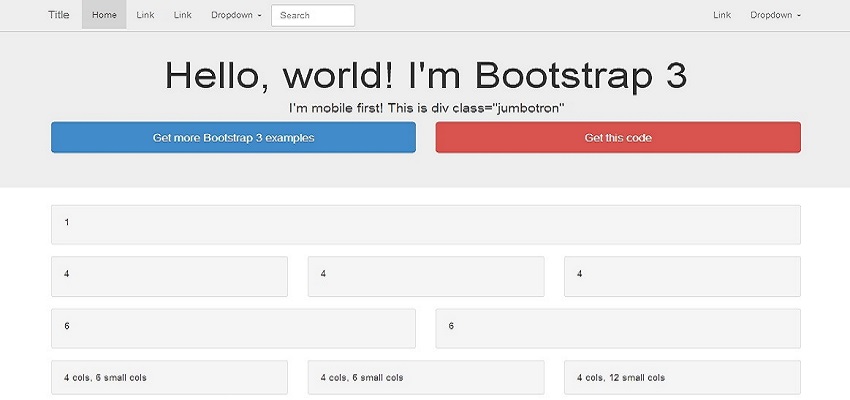 Title Home Link Link Dropdown Search Link Dropdown
Hello, world! I'm Bootstrap 3
I'm mobile first! This is div class="jumbotron"
Get more Bootstrap 3 examples Get this code
1
4 4 4
6 6
4 cols, 6 small cols 4 cols, 6 small cols 4 cols, 12 small cols